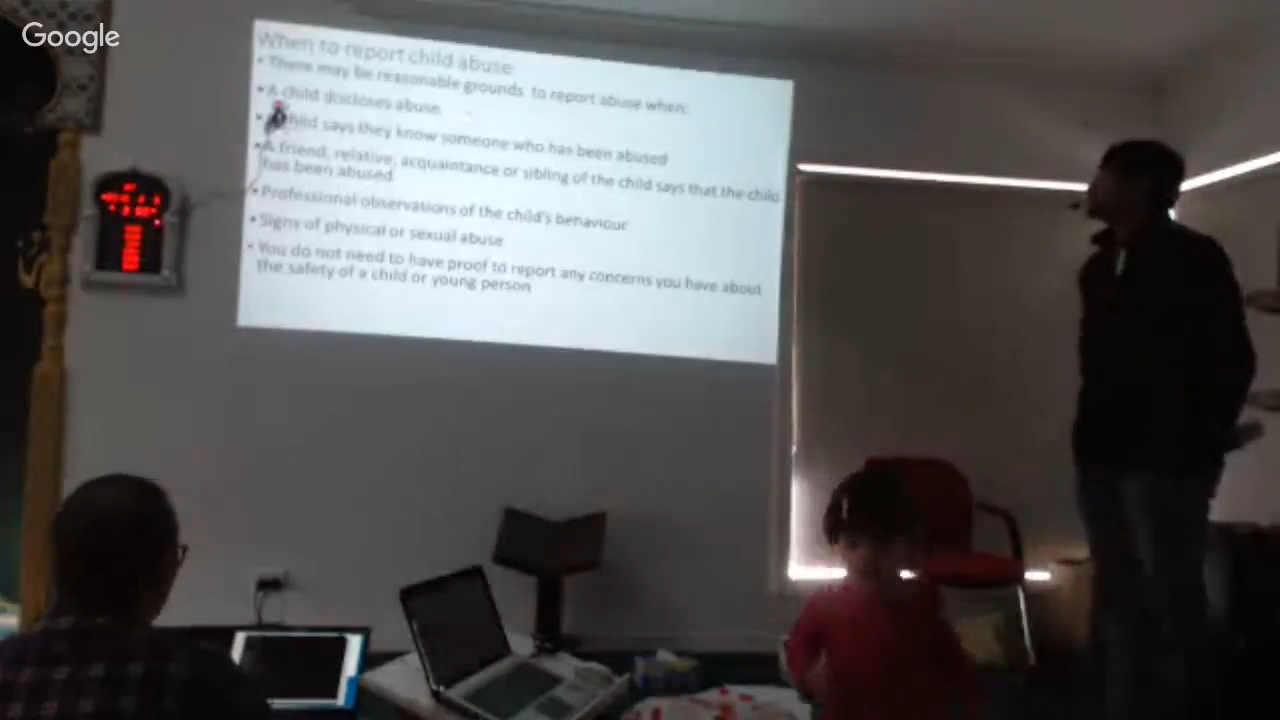 Google
When to report child abuse
• There may be reasonable grounds to report abuse when:
• A child discloses abuse
• child says they know someone who has been abused
• A friend, relative, acquaintance or sibling of the child says that the child
has been abused
• Professional observations of the child's behaviour
• Signs of physical or sexual abuse
• You do not need to have proof to report any concerns you have about
the safety of a child or young person